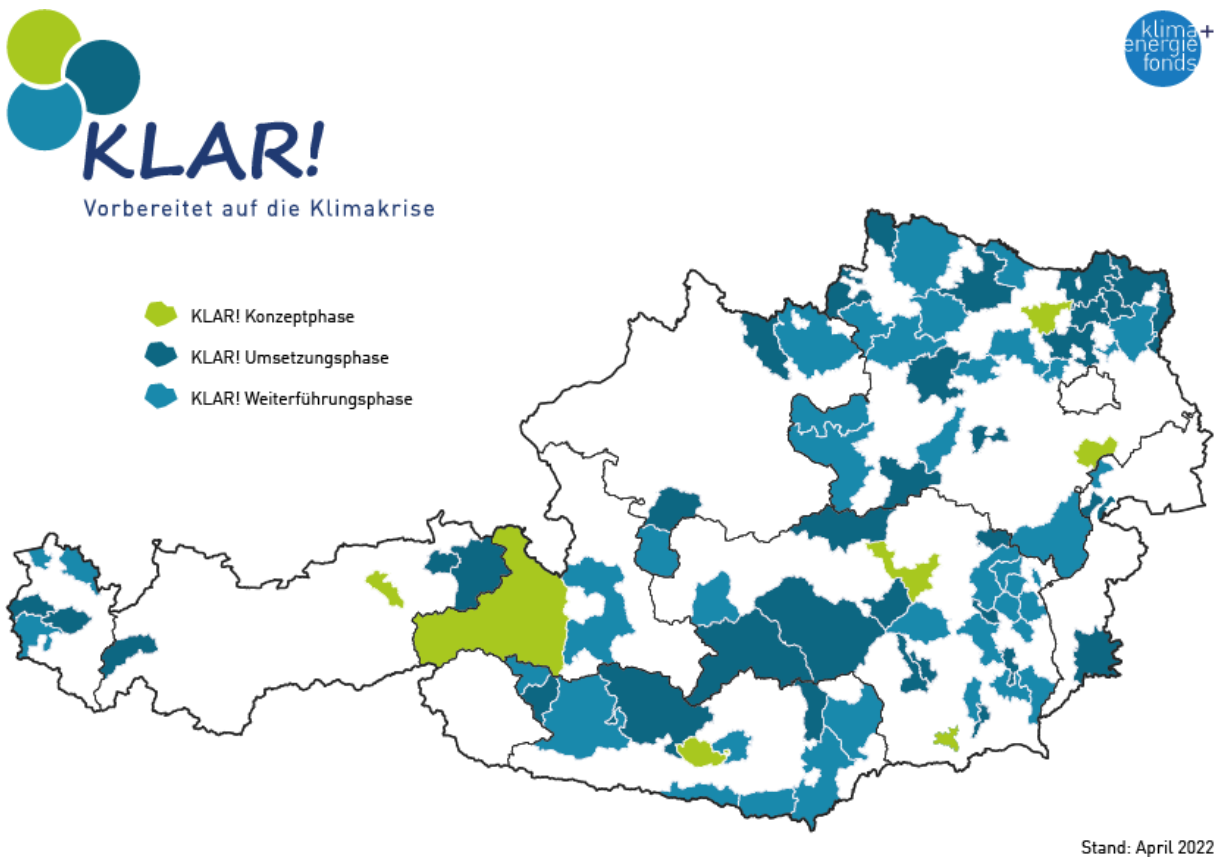 klima+
energie
fonds
KLAR!
Vorbereitet auf die Klimakrise
KLAR! Konzeptphase
KLAR! Umsetzungsphase
KLAR! Weiterführungsphase
Stand: April 2022